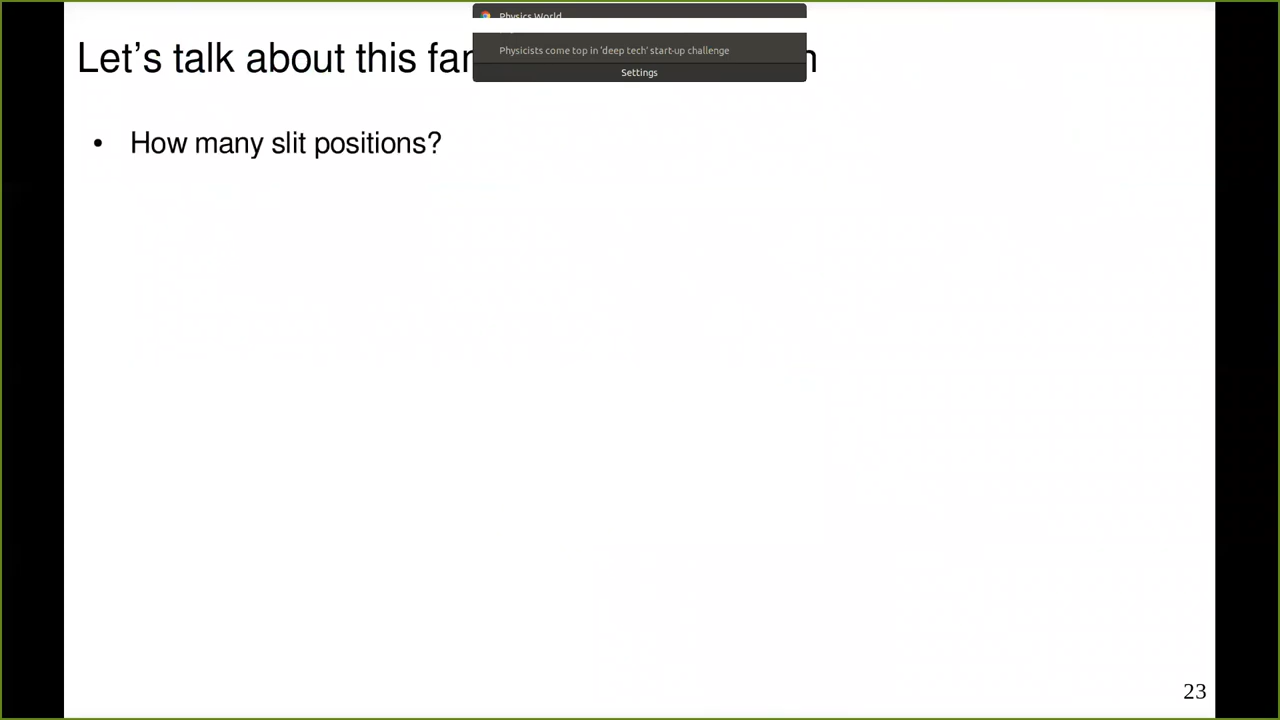 Physics World
Physicists come top in 'deep tech' start-up challenge
Settings
Let's talk about this
• How many slit positions?
23